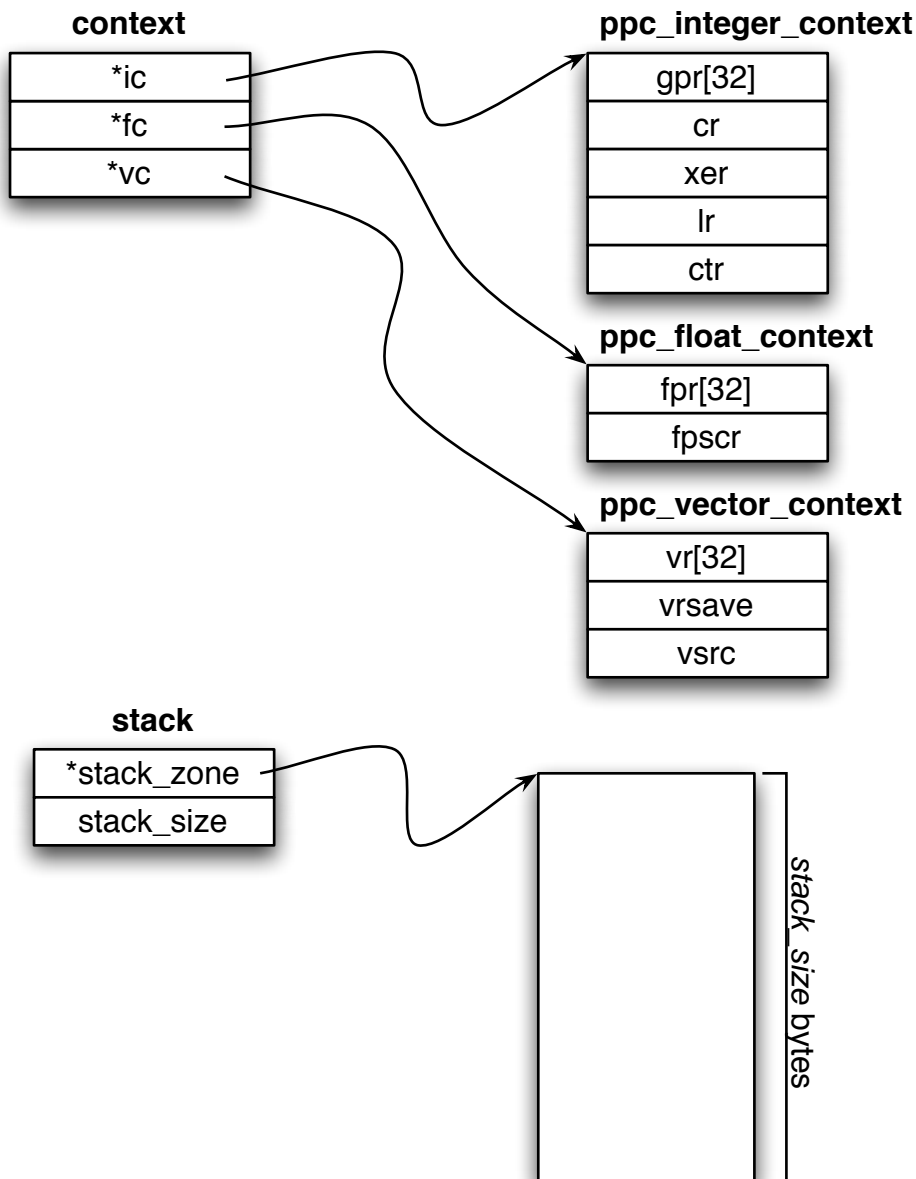 context
*ic
*fc
*vc
ppc_integer_context
gpr[32]
cr
xer
lr
ctr
ppc_float_context
fpr[32]
fpscr
ppc_vector_context
vr[32]
vrsave
vsrc
stack
*stack_zone
stack_size
stack_size bytes